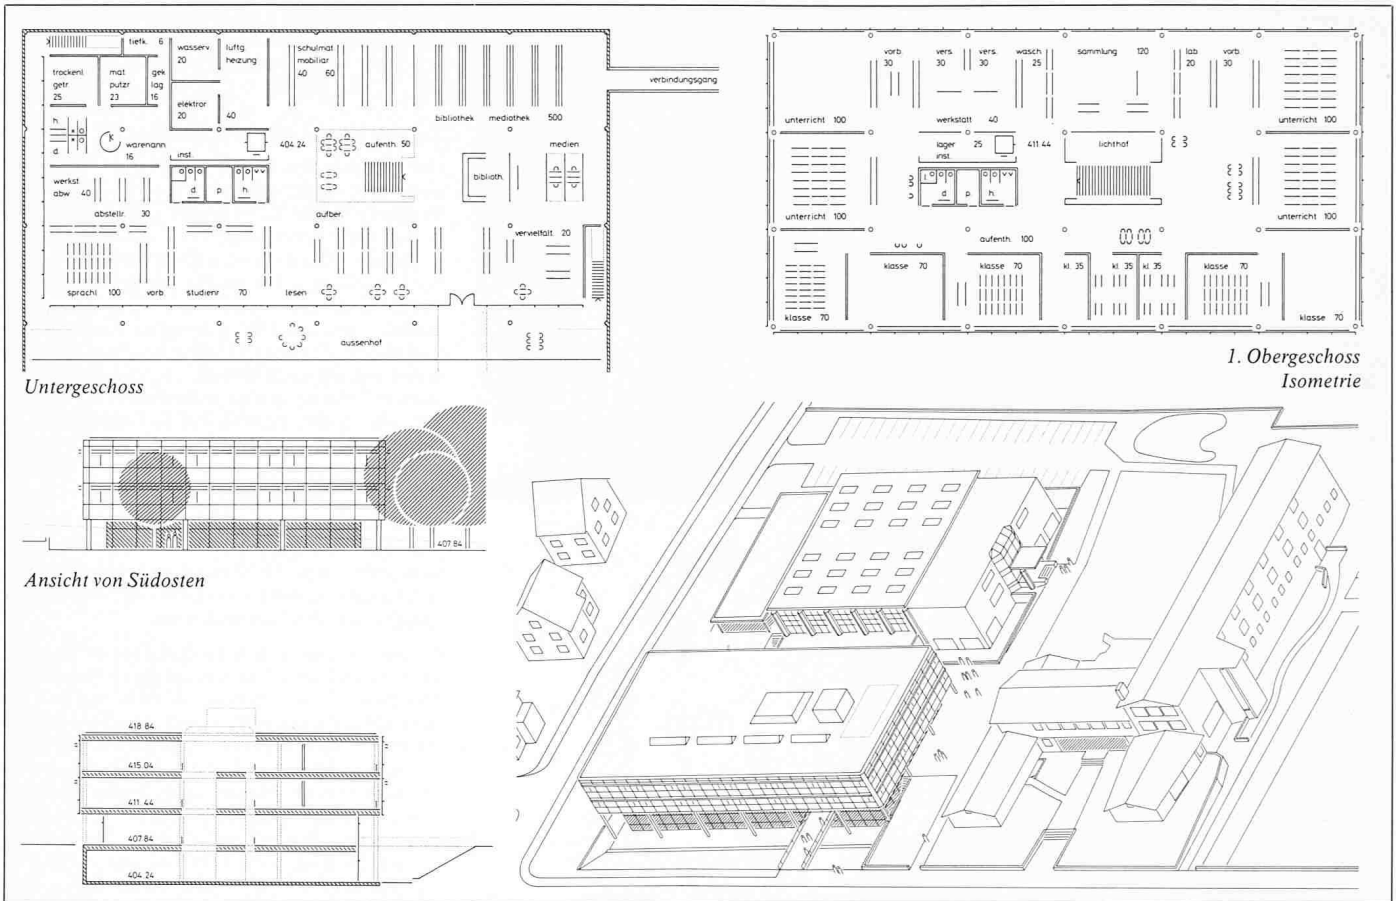 tiefk. 6
wasserv.
20
luftg.
heizung
schulmat.
mobiliar
40 60
verbindungsgang
trockenl.
getr.
25
mat.
putzr.
23
gek.
lag
16
elektror
20
40
bibliothek mediothek 500
h.
d.
K
warenann
16
404.24
aufenth. 50
medien
inst.
werkst.
abw. 40
d. p. h.
biblioth.
abstellr. 30
aufber.
vervielfält. 20
sprachl. 100
vorb.
studienr. 70
lesen
aussenhof
Untergeschoss
vorb.
30
vers.
30
vers.
30
wasch.
25
sammlung 120
lab.
20
vorb.
30
unterricht 100
werkstatt 40
unterricht 100
lager 25
inst.
411.44
lichthof
l.
d. p. h.
unterricht 100
unterricht 100
aufenth. 100
klasse 70
klasse 70
kl. 35
kl. 35
kl. 35
klasse 70
klasse 70
klasse 70
1. Obergeschoss
Isometrie
407.84
Ansicht von Südosten
418.84
415.04
411.44
407.84
404.24